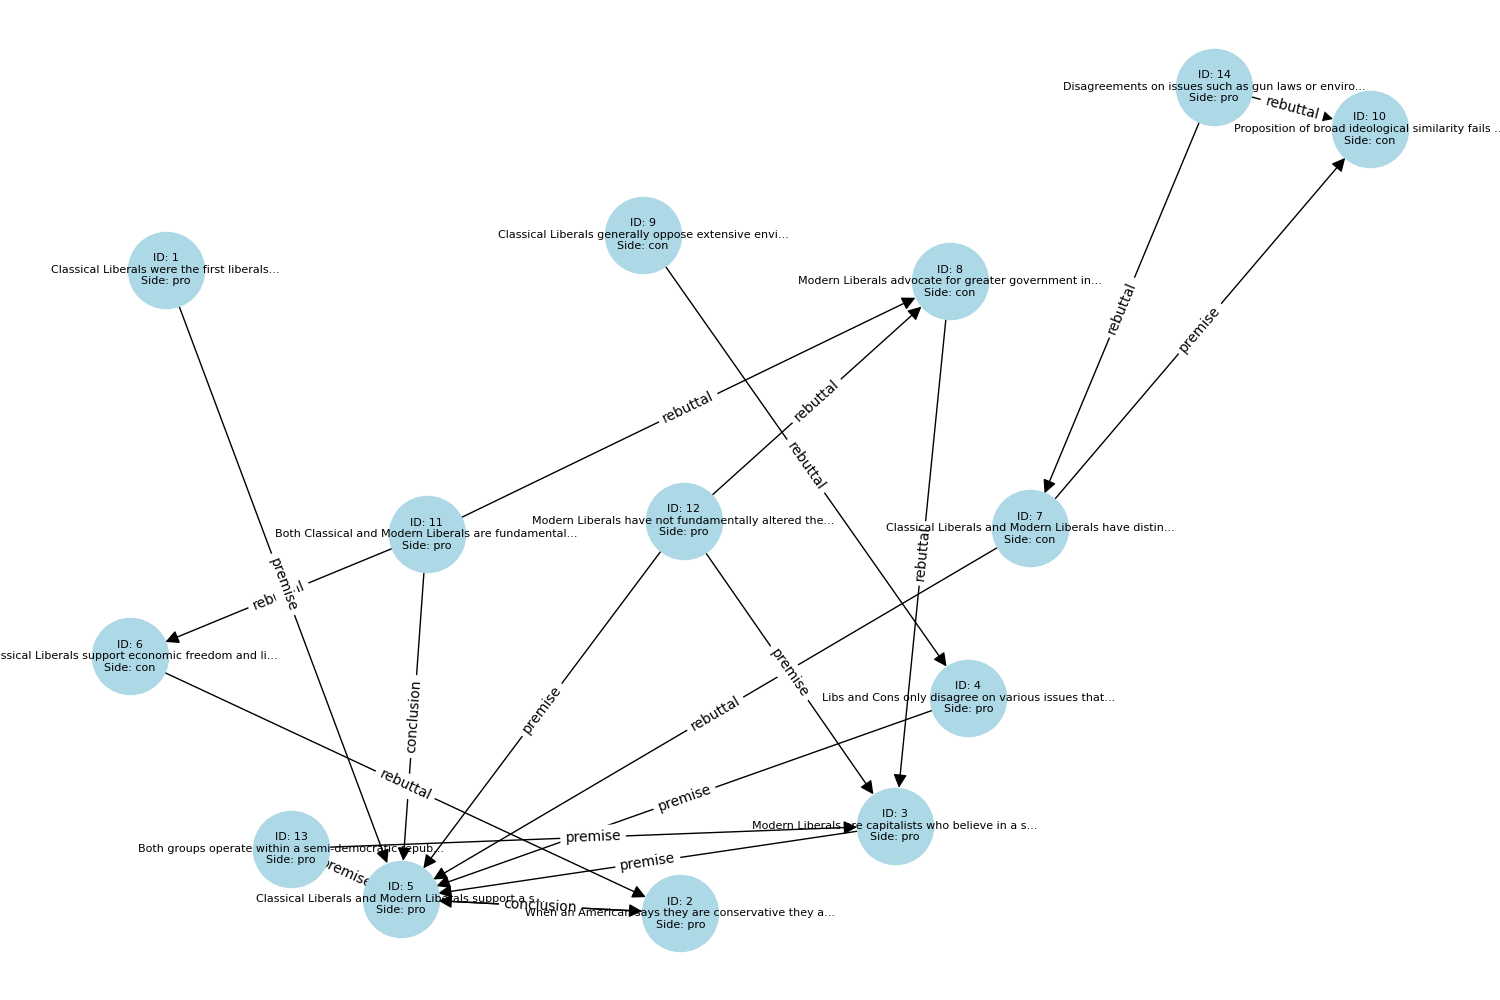 ID: 14
Disagreements on issues such as gun laws or enviro...
Side: pro
rebuttal
ID: 10
Proposition of broad ideological similarity fails ...
Side: con
ID: 9
Classical Liberals generally oppose extensive envi...
Side: con
ID: 1
Classical Liberals were the first liberals...
Side: pro
ID: 8
Modern Liberals advocate for greater government in...
Side: con
rebuttal
premise
rebuttal
rebuttal
rebuttal
ID: 12
Modern Liberals have not fundamentally altered the...
Side: pro
ID: 11
Both Classical and Modern Liberals are fundamental...
Side: pro
ID: 7
Classical Liberals and Modern Liberals have distin...
Side: con
rebuttal
premise
ID: 6
Liberals support economic freedom and li...
Side: con
premise
ID: 4
Libs and Cons only disagree on various issues that...
Side: pro
conclusion
premise
rebuttal
rebuttal
premise
ID: 3
Modern Liberals are capitalists who believe in a s...
Side: pro
premise
ID: 13
Both groups operate within a semi-democratic repub...
Side: pro
premise
premise
ID: 5
Classical Liberals and Modern Liberals support a s...
Side: pro
conclusion
ID: 2
When an American says they are conservative they a...
Side: pro